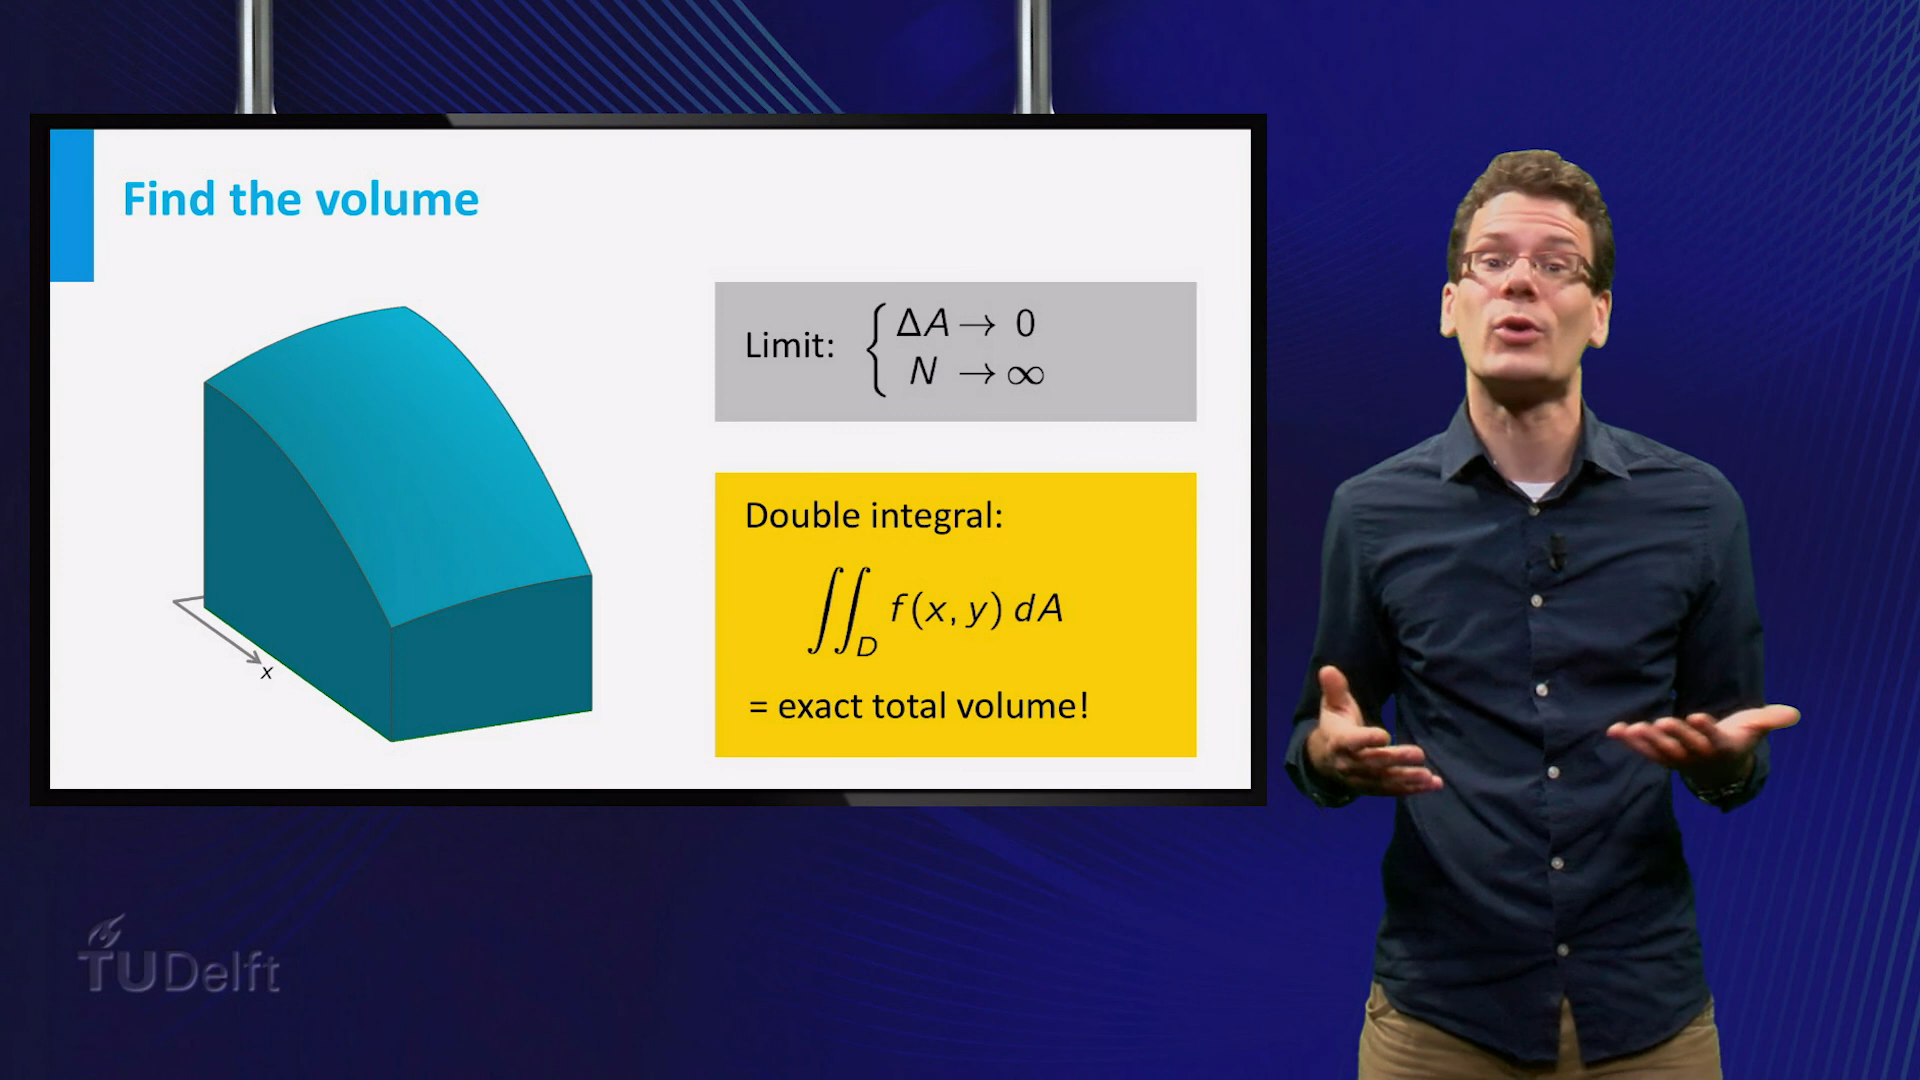 Find the volume
Limit: { ΔA → 0
N → ∞
Double integral:
∬_D f(x, y) dA
= exact total volume!
x
TUDelft